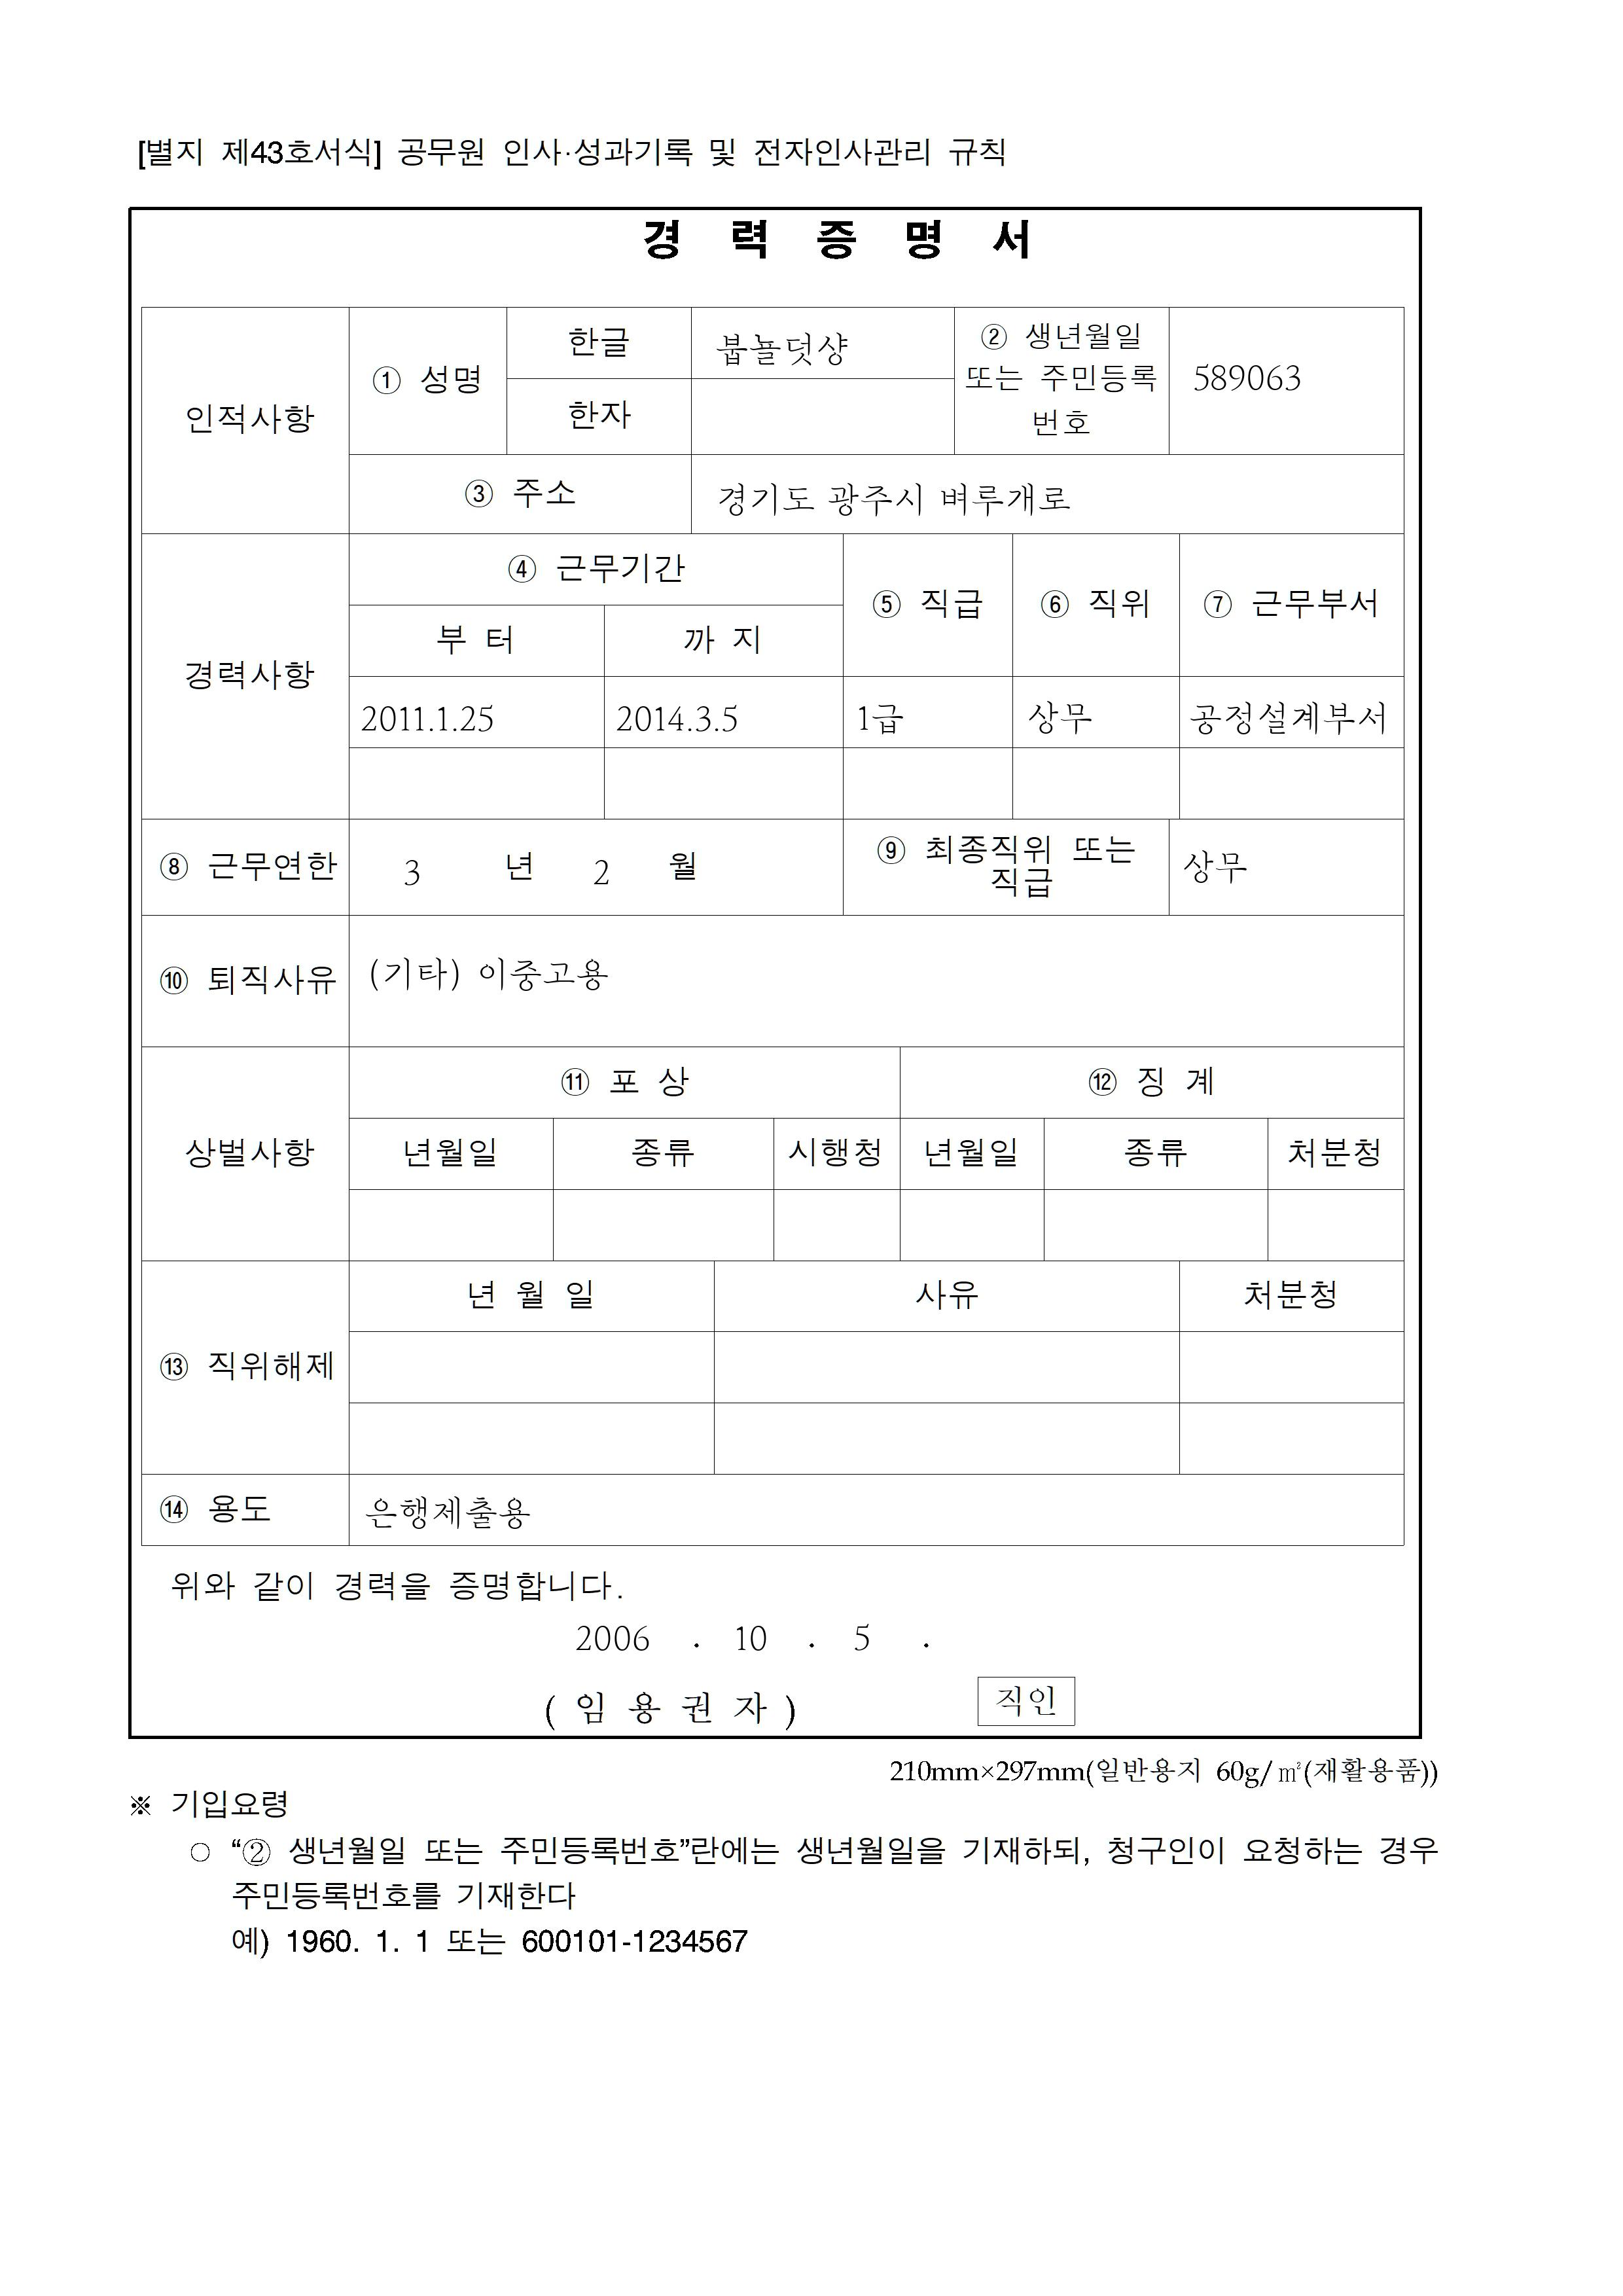 [별지 제43호서식] 공무원 인사·성과기록 및 전자인사관리 규칙
경 력 증 명 서
인적사항
① 성명
한글
붋뇰덧샹
② 생년월일
또는 주민등록
번호
589063
한자
③ 주소
경기도 광주시 벼루개로
경력사항
④ 근무기간
⑤ 직급
⑥ 직위
⑦ 근무부서
부 터
까 지
2011.1.25
2014.3.5
1급
상무
공정설계부서
⑧ 근무연한
3 년 2 월
⑨ 최종직위 또는
직급
상무
⑩ 퇴직사유
(기타) 이중고용
상벌사항
⑪ 포 상
⑫ 징 계
년월일
종류
시행청
년월일
종류
처분청
⑬ 직위해제
년 월 일
사유
처분청
⑭ 용도
은행제출용
위와 같이 경력을 증명합니다.
2006 . 10 . 5 .
( 임 용 권 자 )
직인
210mm×297mm(일반용지 60g/㎡(재활용품))
※ 기입요령
○ “② 생년월일 또는 주민등록번호”란에는 생년월일을 기재하되, 청구인이 요청하는 경우
주민등록번호를 기재한다
예) 1960. 1. 1 또는 600101-1234567